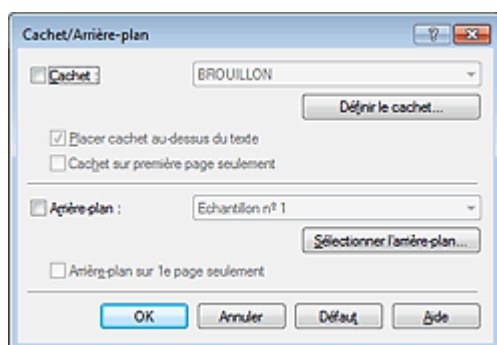 Cachet/Arrière-plan
Cachet :
BROUILLON
Définir le cachet...
Placer cachet au-dessus du texte
Cachet sur première page seulement
Arrière-plan :
Echantillon nº 1
Sélectionner l'arrière-plan...
Arrière-plan sur 1e page seulement
OK Annuler Défaut Aide